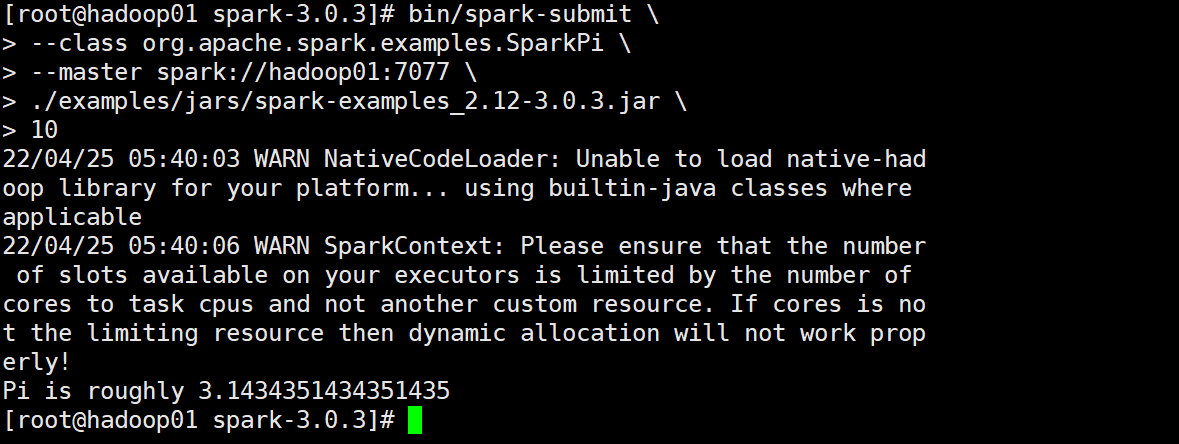 [root@hadoop01 spark-3.0.3]# bin/spark-submit \
> --class org.apache.spark.examples.SparkPi \
> --master spark://hadoop01:7077 \
> ./examples/jars/spark-examples_2.12-3.0.3.jar \
> 10
22/04/25 05:40:03 WARN NativeCodeLoader: Unable to load native-had
oop library for your platform... using builtin-java classes where
applicable
22/04/25 05:40:06 WARN SparkContext: Please ensure that the number
 of slots available on your executors is limited by the number of
cores to task cpus and not another custom resource. If cores is no
t the limiting resource then dynamic allocation will not work prop
erly!
Pi is roughly 3.1434351434351435
[root@hadoop01 spark-3.0.3]#